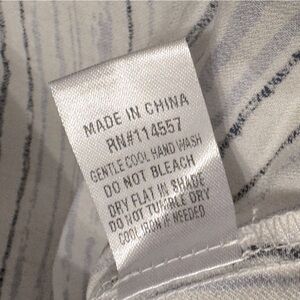 MADE IN CHINA
RN#114557
GENTLE COOL HAND WASH
DO NOT BLEACH
DRY FLAT IN SHADE
DO NOT TUMBLE DRY
COOL IRON IF NEEDED